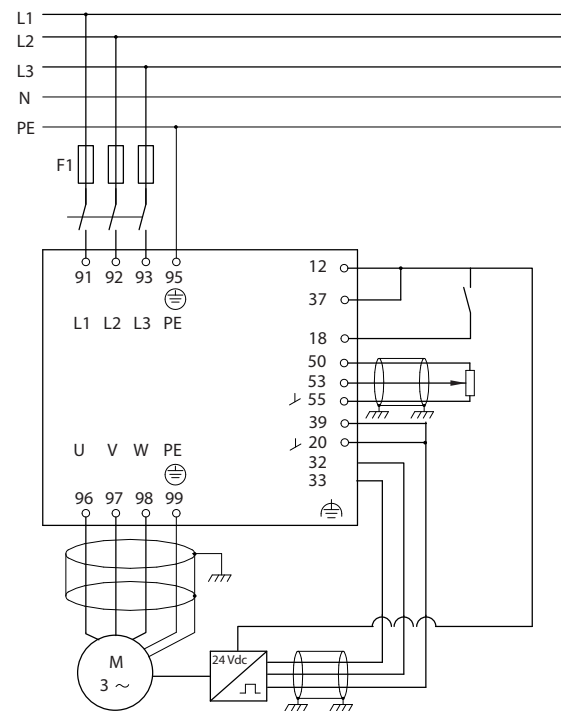 L1
L2
L3
N
PE
F1
91 92 93 95
L1 L2 L3 PE
12
37
18
50
53
55
39
20
32
33
U V W PE
96 97 98 99
M
3 ~
24 Vdc